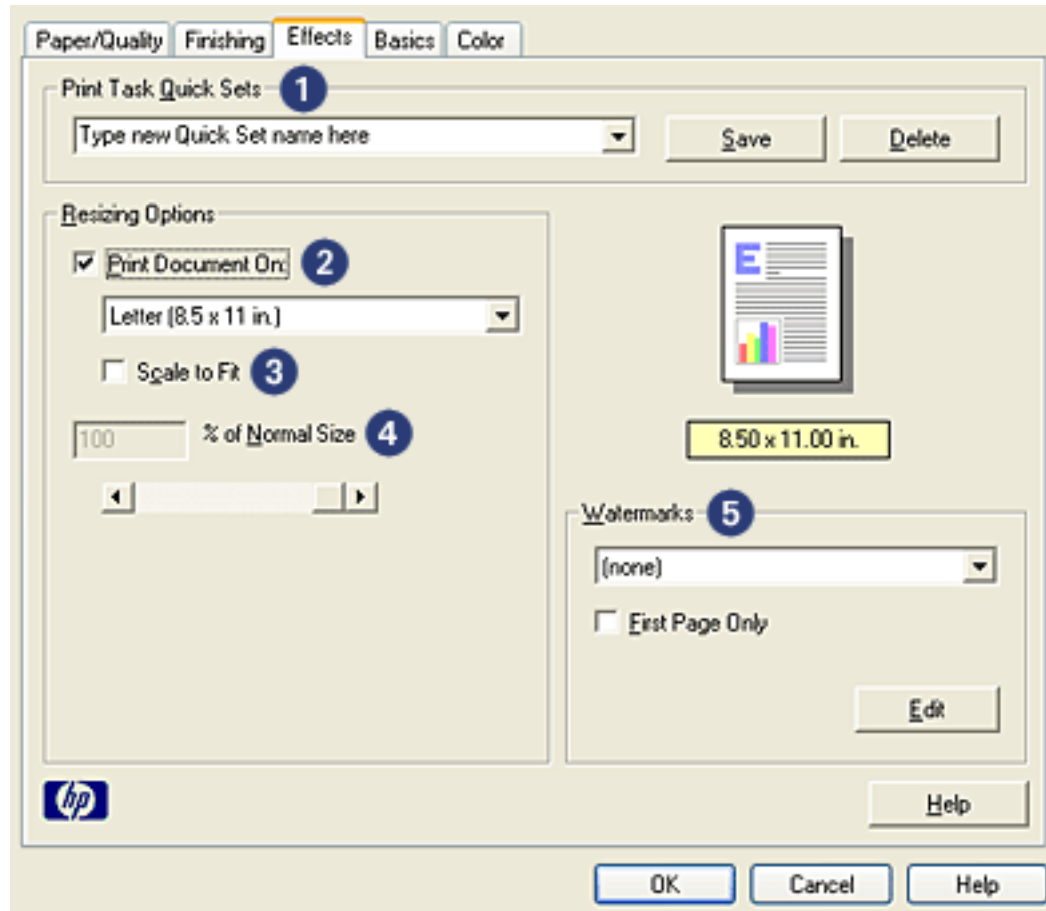 Paper/Quality Finishing Effects Basics Color
Print Task Quick Sets 1
Type new Quick Set name here Save Delete
Resizing Options
Print Document On: 2
E
Letter (8.5 x 11 in.)
Scale to Fit 3
100 % of Normal Size 4
8.50 x 11.00 in.
Watermarks 5
(none)
First Page Only
Edit
hp Help
OK Cancel Help